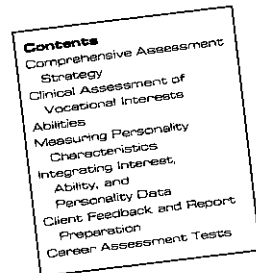 Contents
Comprehensive Assessment
Strategy
Clinical Assessment of
Vocational Interests
Abilities
Measuring Personality
Characteristics
Integrating Interest,
Ability, and
Personality Data
Client Feedback and Report
Preparation
Career Assessment Tests